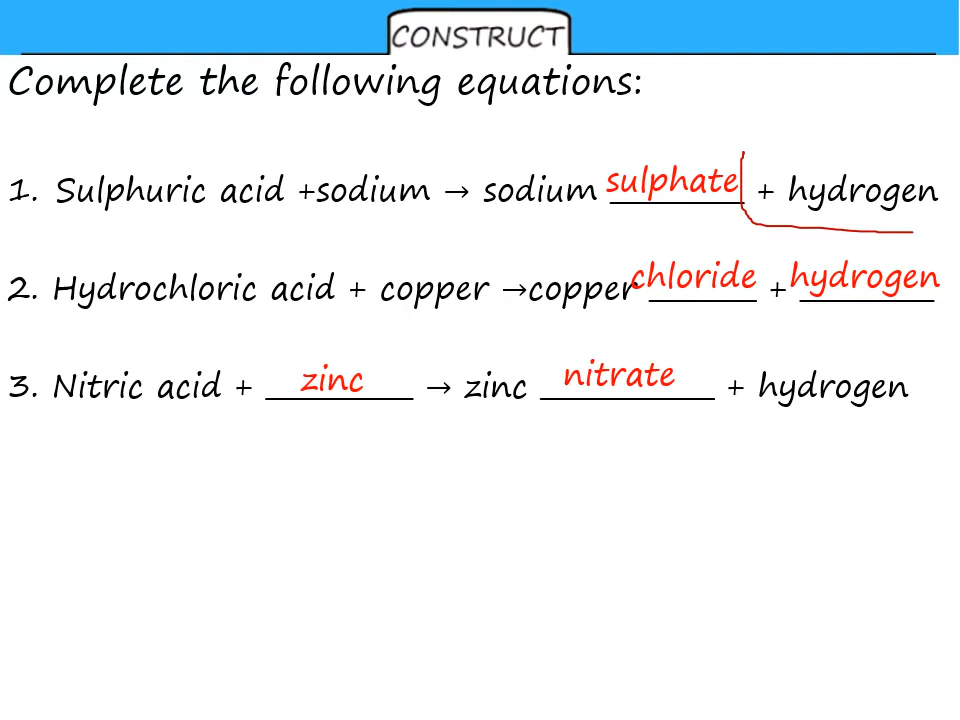 CONSTRUCT
Complete the following equations:
1. Sulphuric acid +sodium → sodium sulphate + hydrogen
2. Hydrochloric acid + copper →copper chloride + hydrogen
3. Nitric acid + zinc → zinc nitrate + hydrogen